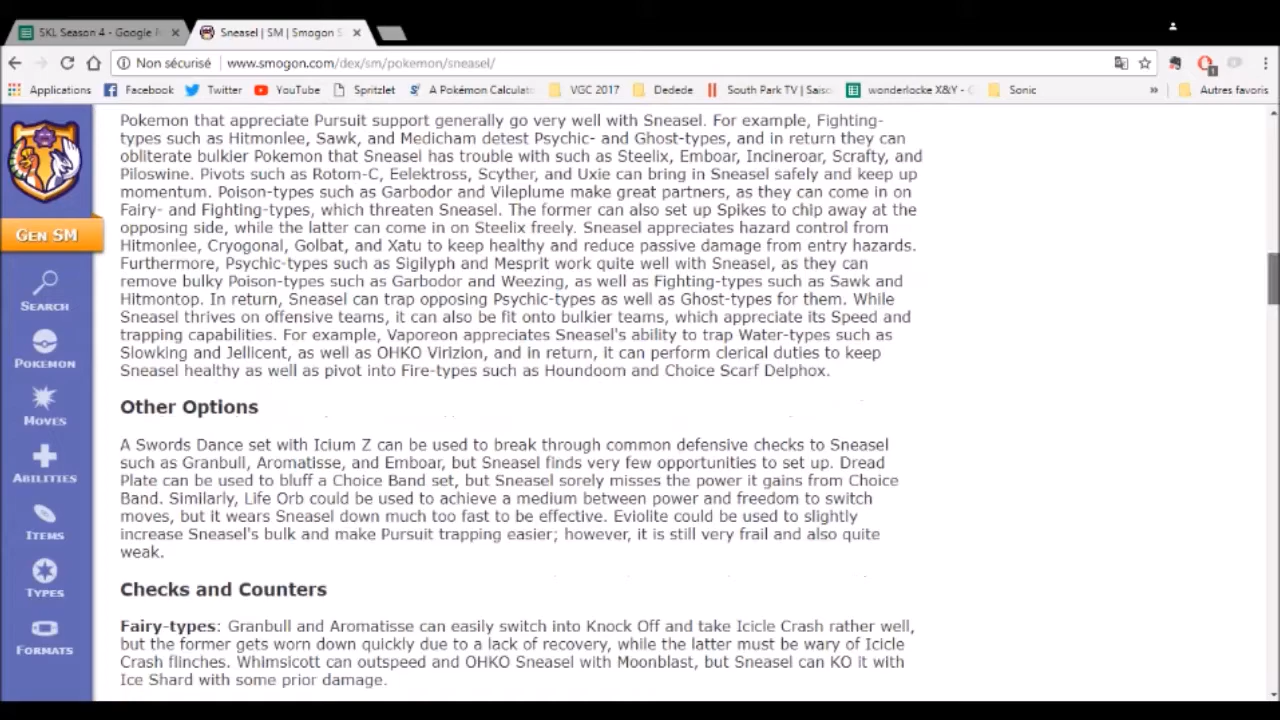 SKL Season 4 - Google
Sneasel | SM | Smogon S
Non sécurisé www.smogon.com/dex/sm/pokemon/sneasel/
Applications Facebook Twitter YouTube Spritzlet A Pokémon Calculat VGC 2017 Dedede South Park TV | Saiso wonderlocke X&Y - Sonic » Autres favoris
Pokemon that appreciate Pursuit support generally go very well with Sneasel. For example, Fighting-
types such as Hitmonlee, Sawk, and Medicham detest Psychic- and Ghost-types, and in return they can
obliterate bulkier Pokemon that Sneasel has trouble with such as Steelix, Emboar, Incineroar, Scrafty, and
Piloswine. Pivots such as Rotom-C, Eelektross, Scyther, and Uxie can bring in Sneasel safely and keep up
momentum. Poison-types such as Garbodor and Vileplume make great partners, as they can come in on
Fairy- and Fighting-types, which threaten Sneasel. The former can also set up Spikes to chip away at the
opposing side, while the latter can come in on Steelix freely. Sneasel appreciates hazard control from
Hitmonlee, Cryogonal, Golbat, and Xatu to keep healthy and reduce passive damage from entry hazards.
Furthermore, Psychic-types such as Sigilyph and Mesprit work quite well with Sneasel, as they can
remove bulky Poison-types such as Garbodor and Weezing, as well as Fighting-types such as Sawk and
Hitmontop. In return, Sneasel can trap opposing Psychic-types as well as Ghost-types for them. While
Sneasel thrives on offensive teams, it can also be fit onto bulkier teams, which appreciate its Speed and
trapping capabilities. For example, Vaporeon appreciates Sneasel's ability to trap Water-types such as
Slowking and Jellicent, as well as OHKO Virizion, and in return, it can perform clerical duties to keep
Sneasel healthy as well as pivot into Fire-types such as Houndoom and Choice Scarf Delphox.
Other Options
A Swords Dance set with Icium Z can be used to break through common defensive checks to Sneasel
such as Granbull, Aromatisse, and Emboar, but Sneasel finds very few opportunities to set up. Dread
Plate can be used to bluff a Choice Band set, but Sneasel sorely misses the power it gains from Choice
Band. Similarly, Life Orb could be used to achieve a medium between power and freedom to switch
moves, but it wears Sneasel down much too fast to be effective. Eviolite could be used to slightly
increase Sneasel's bulk and make Pursuit trapping easier; however, it is still very frail and also quite
weak.
Checks and Counters
Fairy-types: Granbull and Aromatisse can easily switch into Knock Off and take Icicle Crash rather well,
but the former gets worn down quickly due to a lack of recovery, while the latter must be wary of Icicle
Crash flinches. Whimsicott can outspeed and OHKO Sneasel with Moonblast, but Sneasel can KO it with
Ice Shard with some prior damage.
GEN SM
SEARCH
POKEMON
MOVES
ABILITIES
ITEMS
TYPES
FORMATS